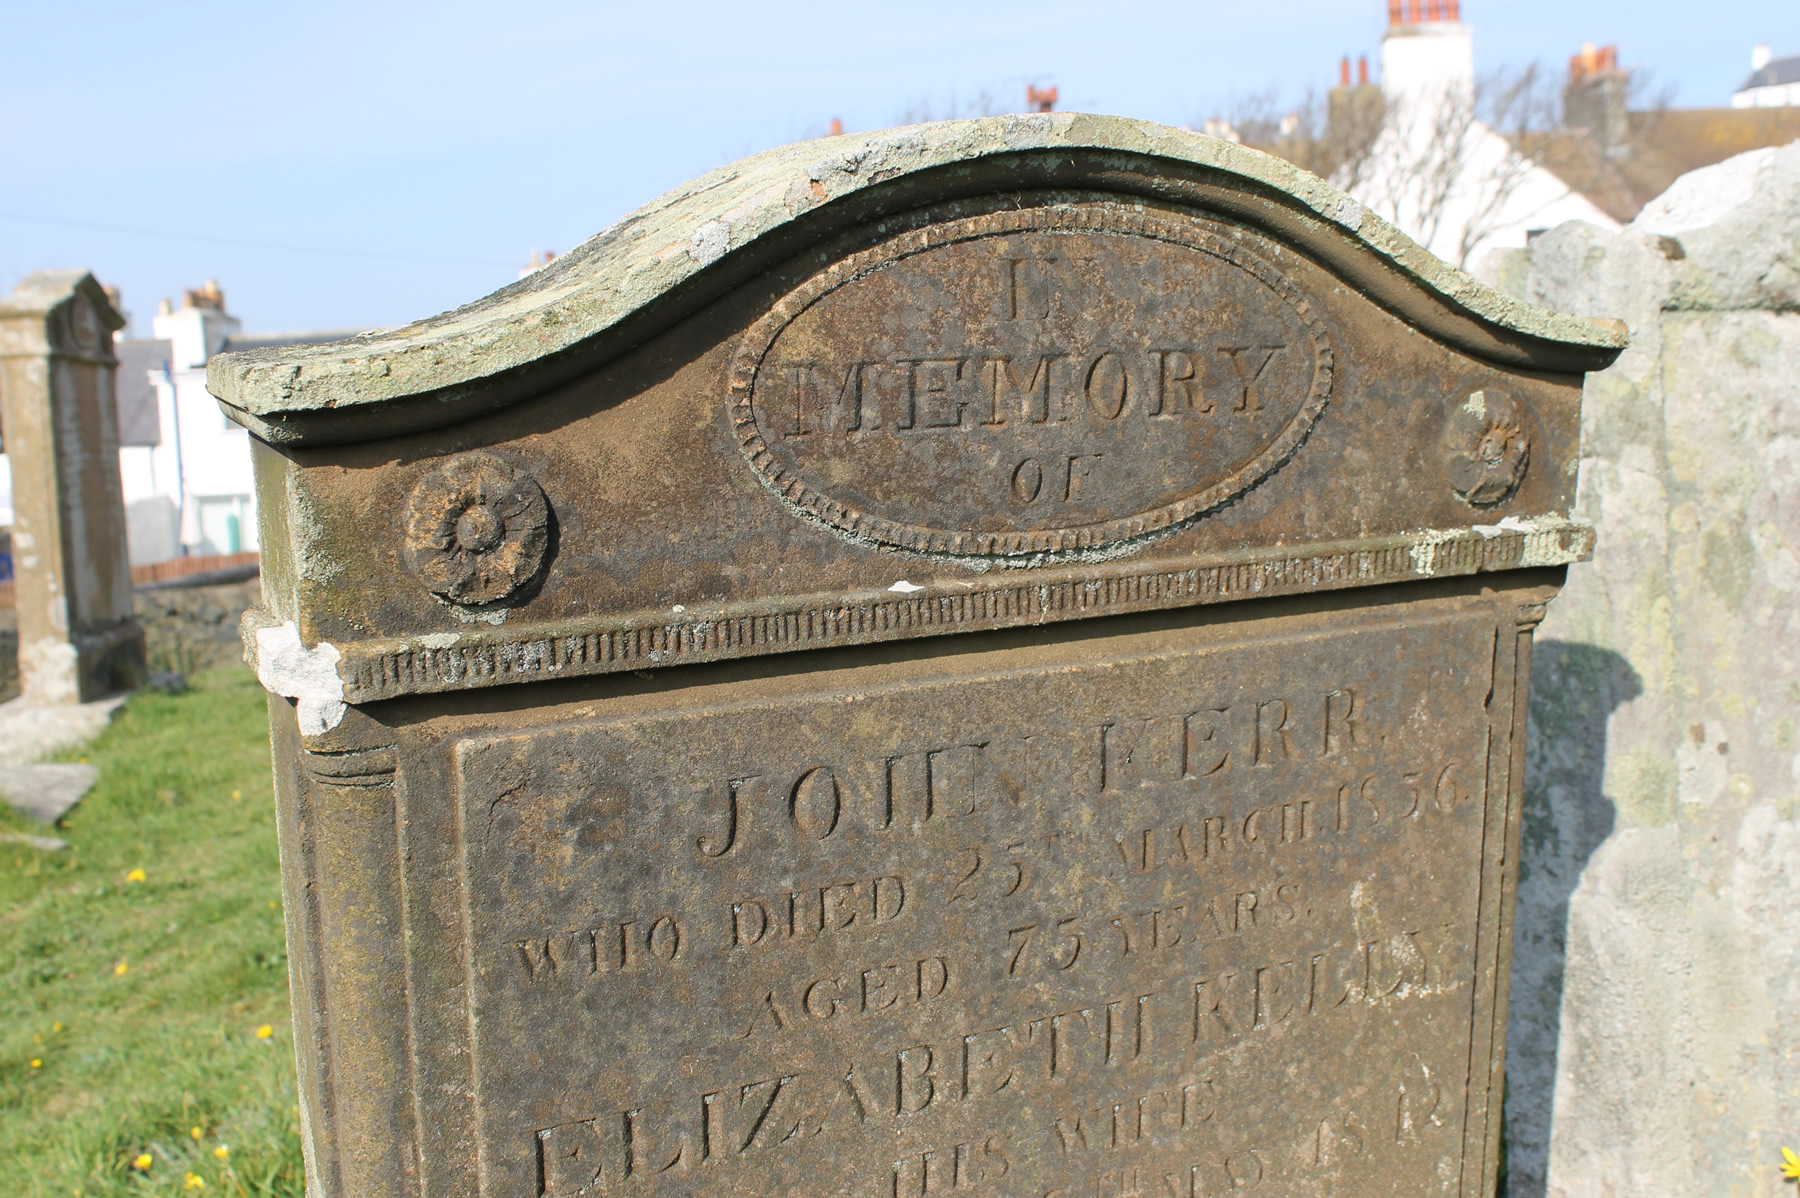 IN
MEMORY
OF
JOHN KERR.
WHO DIED 25TH MARCH 1836.
AGED 75 YEARS.
ELIZABETH KELLY
HIS WIFE